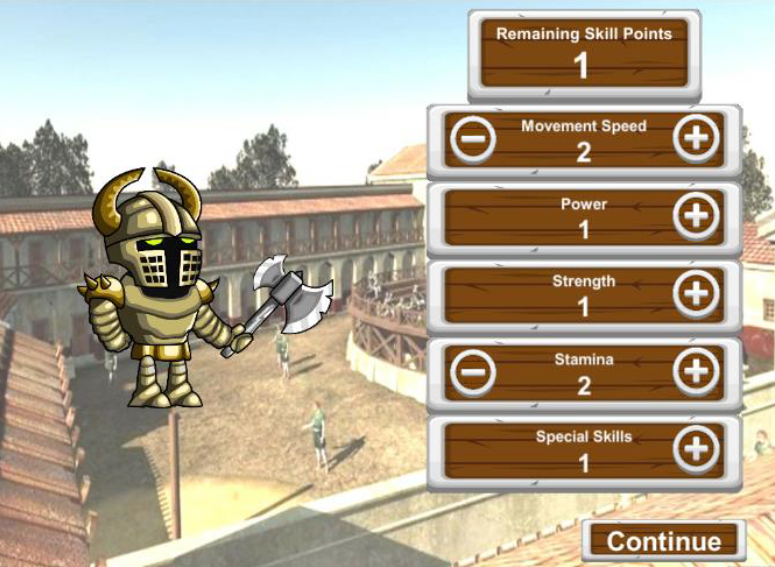 Remaining Skill Points
1
Movement Speed
2
Power
1
Strength
1
Stamina
2
Special Skills
1
Continue